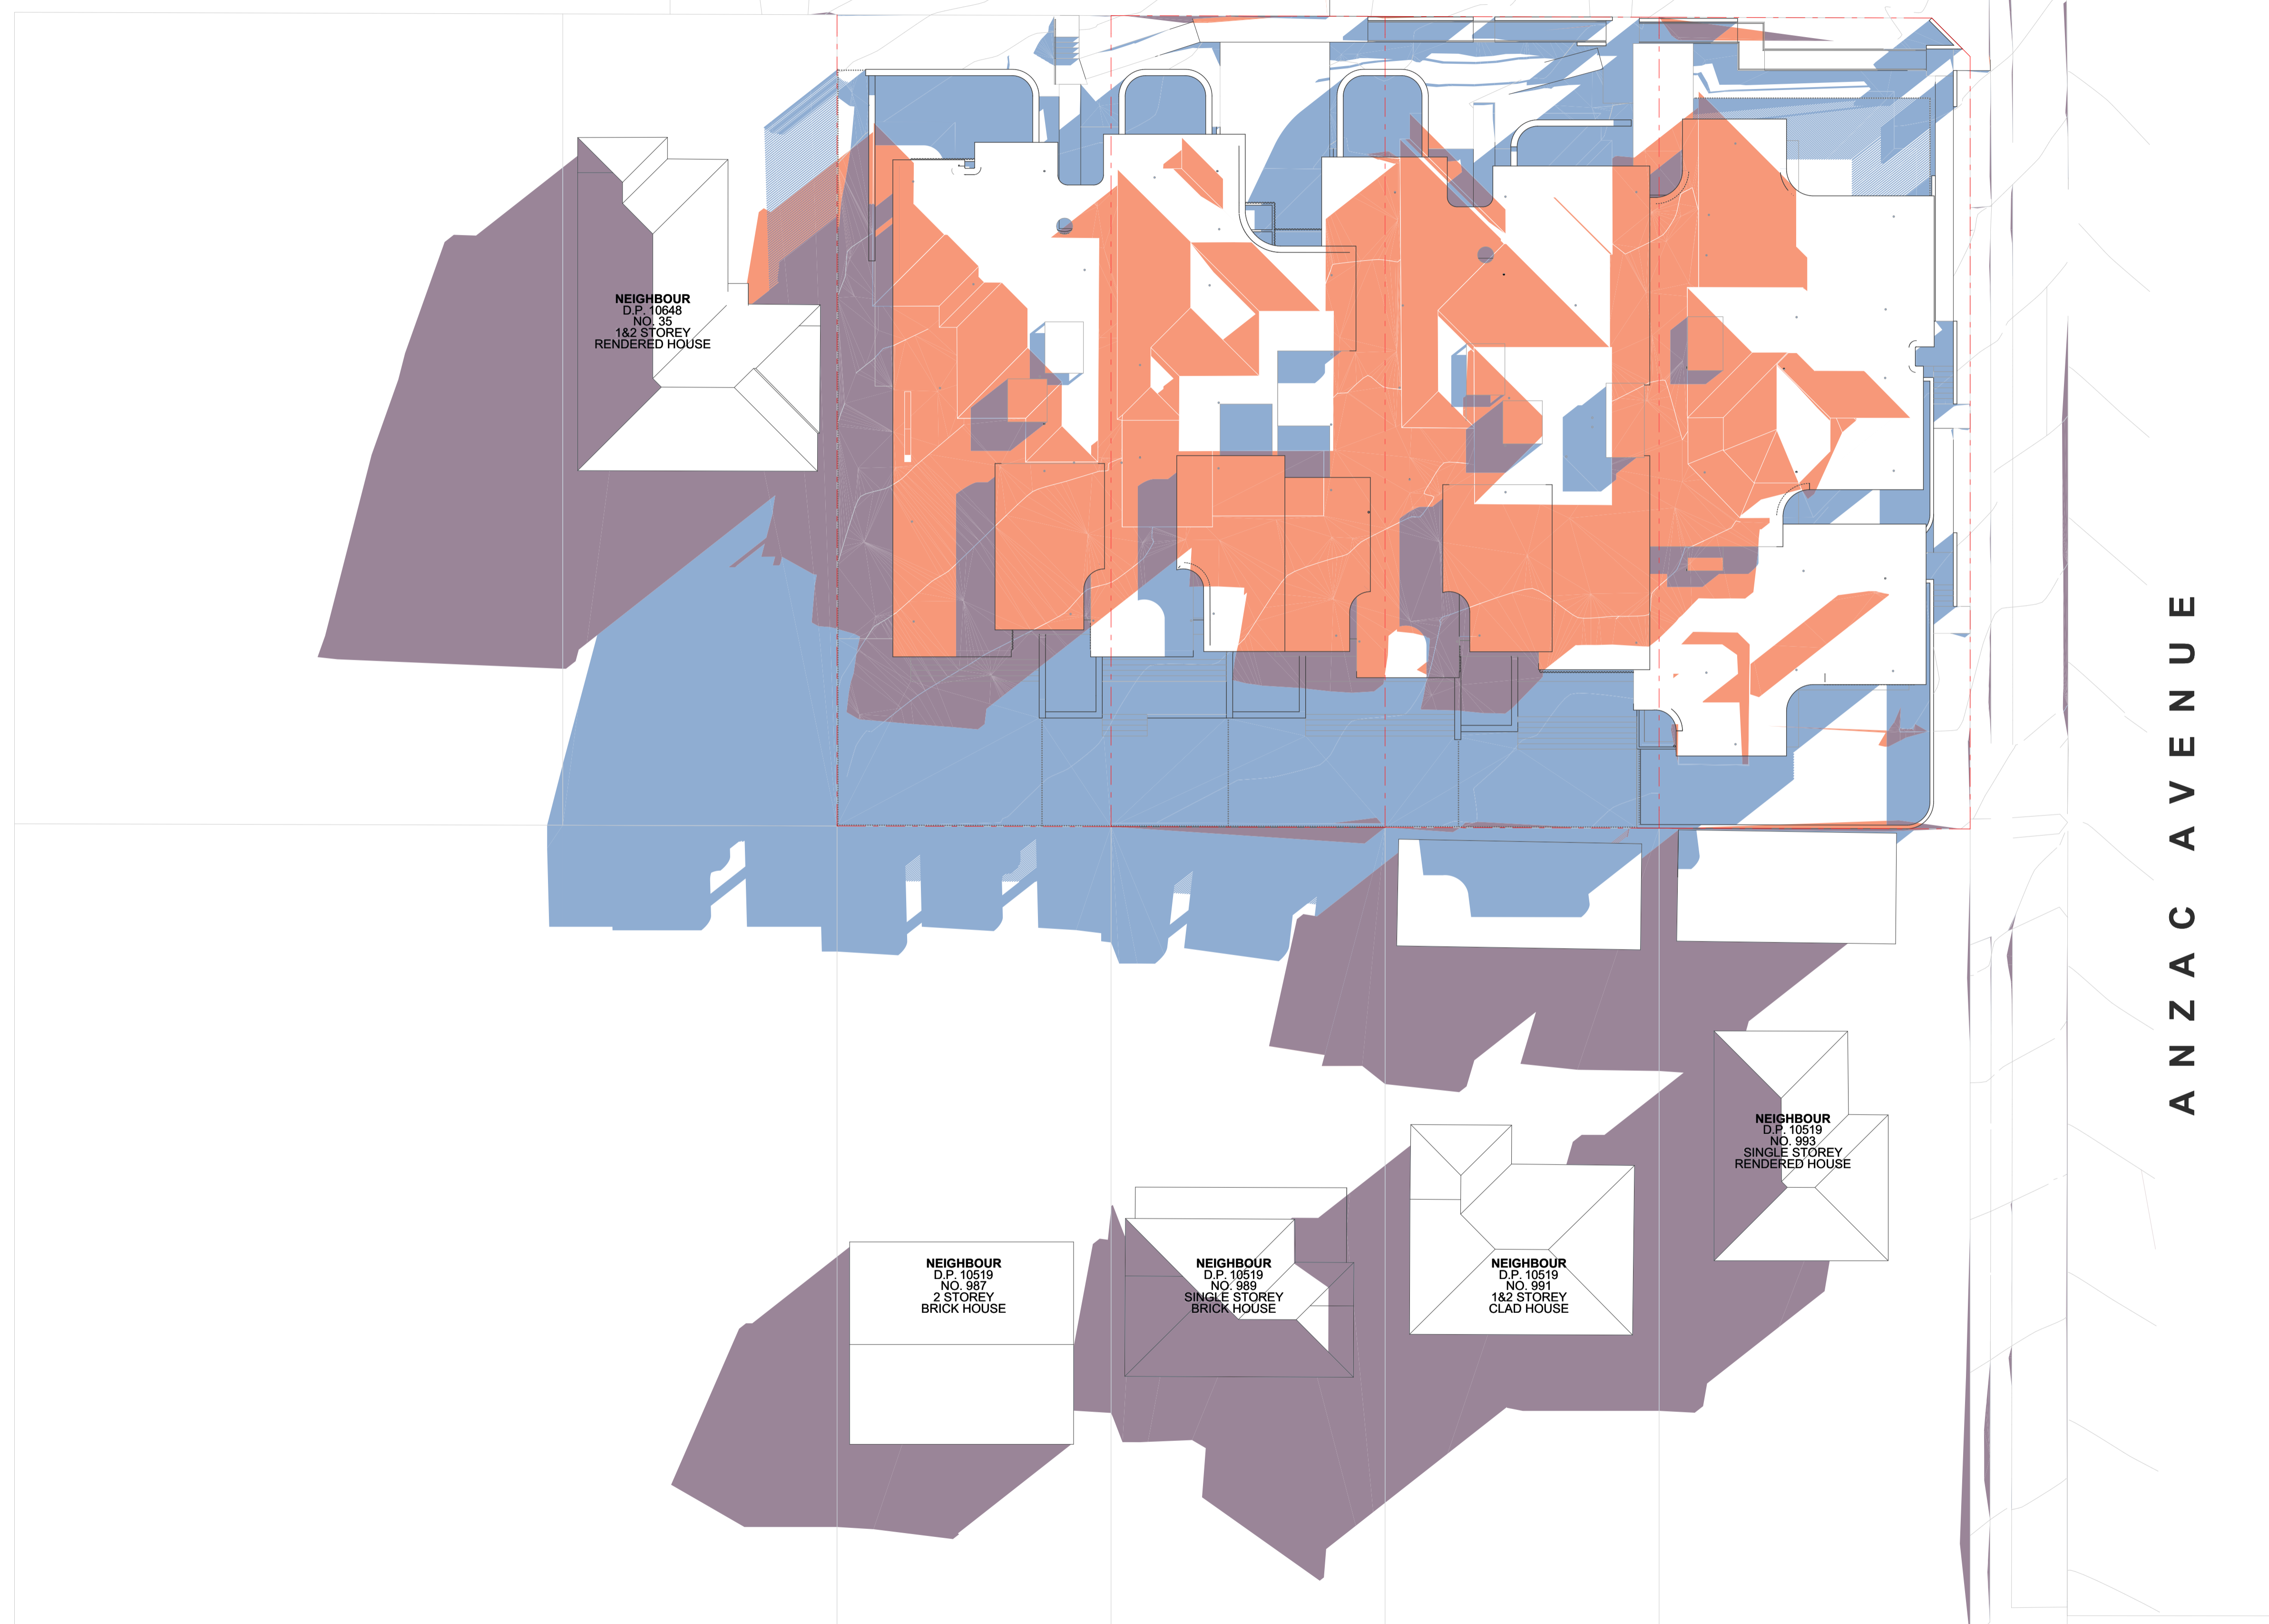 NEIGHBOUR
D.P. 10648
NO. 35
1&2 STOREY
RENDERED HOUSE
ANZAC AVENUE
NEIGHBOUR
D.P. 10519
NO. 993
SINGLE STOREY
RENDERED HOUSE
NEIGHBOUR
D.P. 10519
NO. 987
2 STOREY
BRICK HOUSE
NEIGHBOUR
D.P. 10519
NO. 989
SINGLE STOREY
BRICK HOUSE
NEIGHBOUR
D.P. 10519
NO. 991
1&2 STOREY
CLAD HOUSE